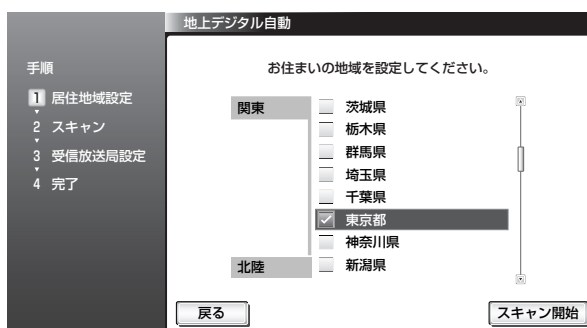 地上デジタル自動
手順
1 居住地域設定
2 スキャン
3 受信放送局設定
4 完了
お住まいの地域を設定してください。
関東
茨城県
栃木県
群馬県
埼玉県
千葉県
東京都
神奈川県
北陸
新潟県
戻る
スキャン開始